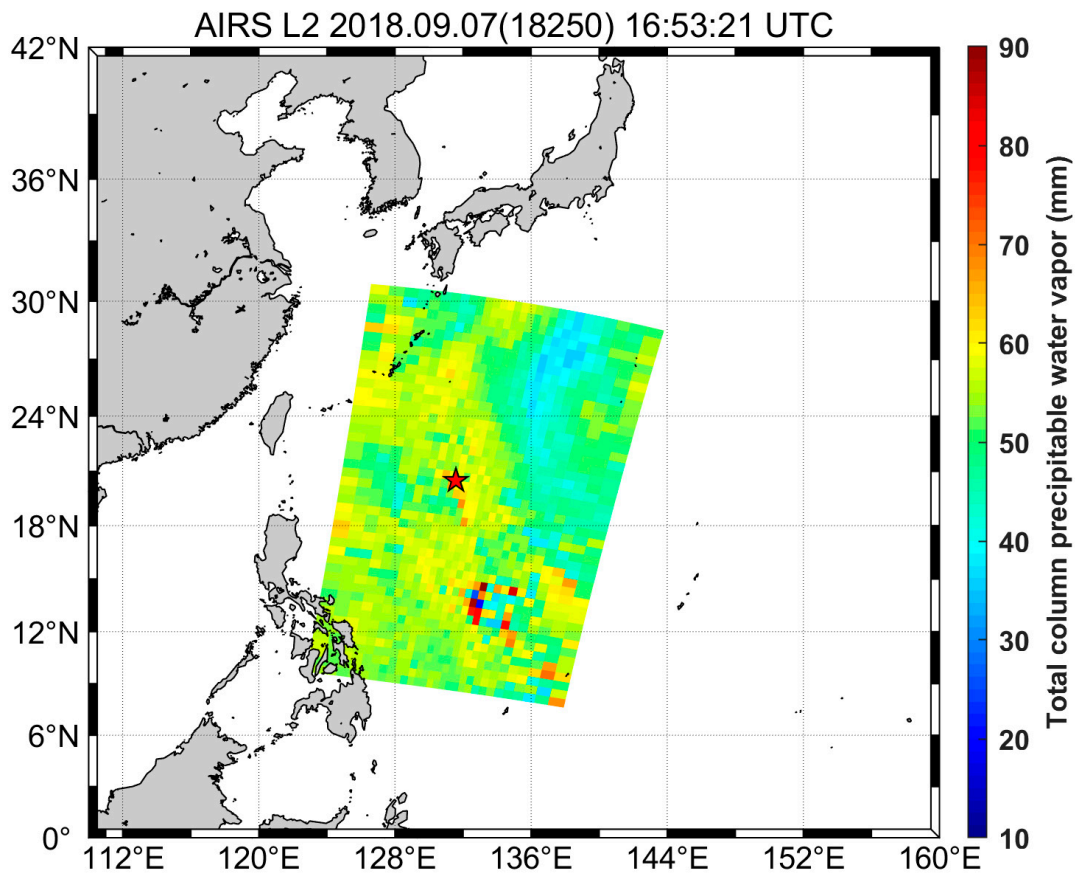 AIRS L2 2018.09.07(18250) 16:53:21 UTC
42°N
36°N
30°N
24°N
18°N
12°N
6°N
0°
112°E 120°E 128°E 136°E 144°E 152°E 160°E
90
80
70
60
50
40
30
20
10
Total column precipitable water vapor (mm)